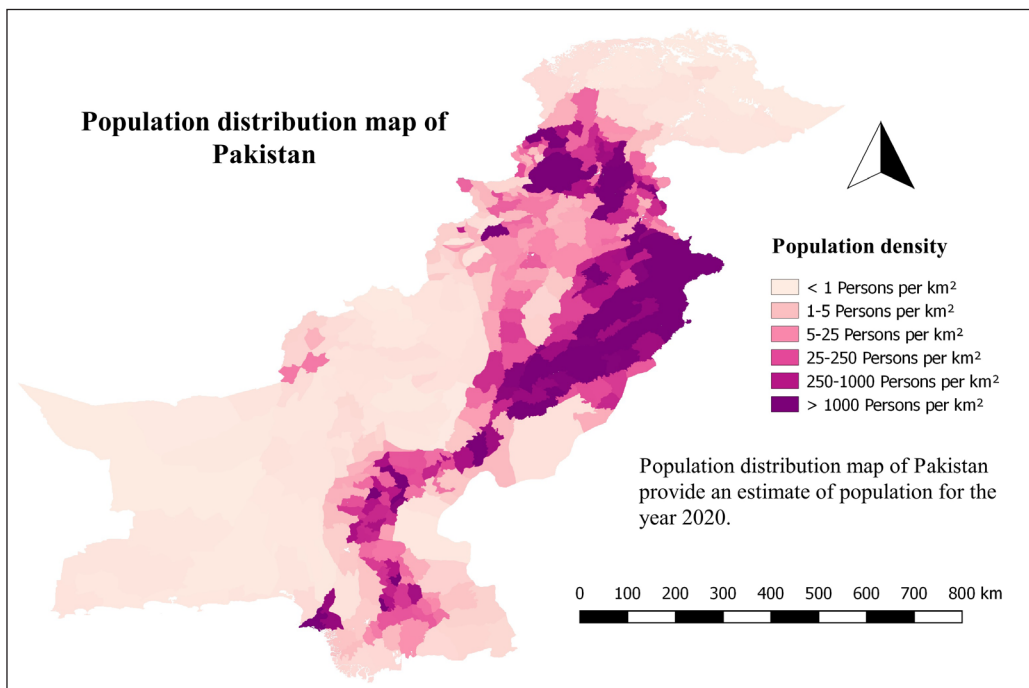 Population distribution map of
Pakistan
Population density
< 1 Persons per km²
1-5 Persons per km²
5-25 Persons per km²
25-250 Persons per km²
250-1000 Persons per km²
> 1000 Persons per km²
Population distribution map of Pakistan
provide an estimate of population for the
year 2020.
0 100 200 300 400 500 600 700 800 km